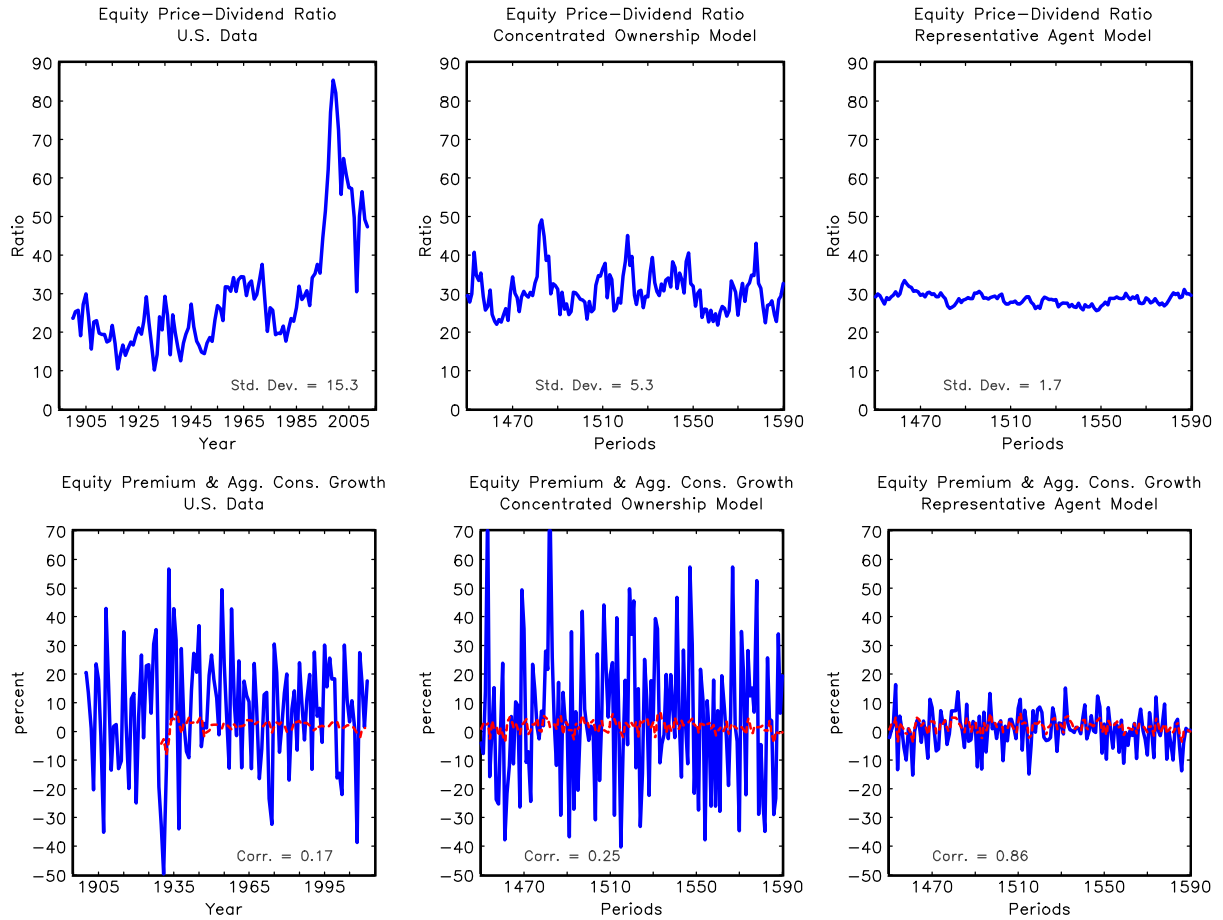 Equity Price-Dividend Ratio
U.S. Data
90
80
70
60
50
40
30
20
10
0
Ratio
Std. Dev. = 15.3
1905 1925 1945 1965 1985 2005
Year
Equity Price-Dividend Ratio
Concentrated Ownership Model
90
80
70
60
50
40
30
20
10
0
Ratio
Std. Dev. = 5.3
1470 1510 1550 1590
Periods
Equity Price-Dividend Ratio
Representative Agent Model
90
80
70
60
50
40
30
20
10
0
Ratio
Std. Dev. = 1.7
1470 1510 1550 1590
Periods
Equity Premium & Agg. Cons. Growth
U.S. Data
70
60
50
40
30
20
10
0
-10
-20
-30
-40
-50
percent
Corr. = 0.17
1905 1935 1965 1995
Year
Equity Premium & Agg. Cons. Growth
Concentrated Ownership Model
70
60
50
40
30
20
10
0
-10
-20
-30
-40
-50
percent
Corr. = 0.25
1470 1510 1550 1590
Periods
Equity Premium & Agg. Cons. Growth
Representative Agent Model
70
60
50
40
30
20
10
0
-10
-20
-30
-40
-50
percent
Corr. = 0.86
1470 1510 1550 1590
Periods